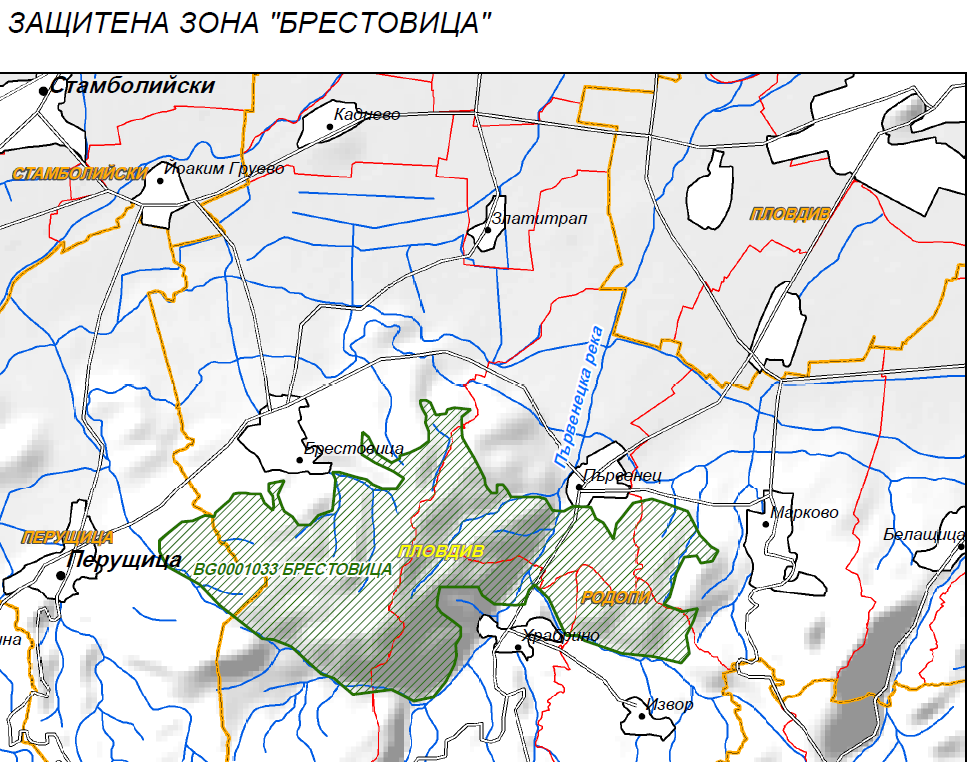 ЗАЩИТЕНА ЗОНА "БРЕСТОВИЦА"
Стамболийски
Кадиево
СТАМБОЛИЙСКИ
Йоаким Груево
Златитрап
ПЛОВДИВ
Първенецка река
Брестовица
Първенец
Марково
Белащица
ПЕРУЩИЦА
Перущица
ПЛОВДИВ
BG0001033 БРЕСТОВИЦА
РОДОПИ
Храбрино
ина
Извор